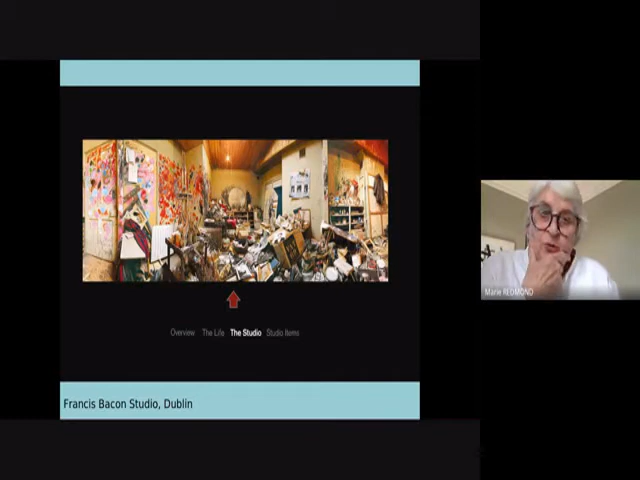 Overview The Life The Studio Studio Items
Francis Bacon Studio, Dublin
Marie REDMOND